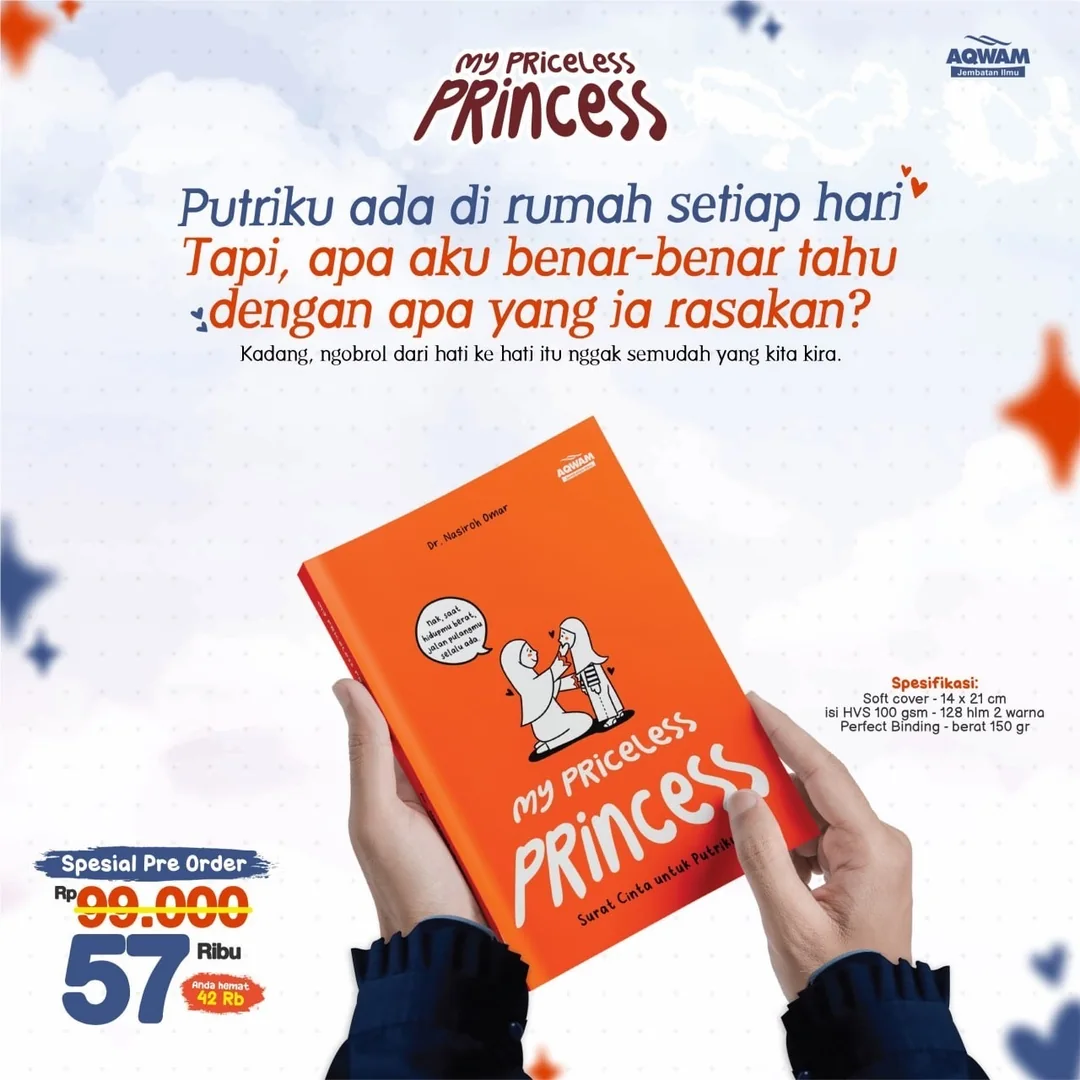 My PRiceless
PRincess
AQWAM
Jembatan Ilmu
Putriku ada di rumah setiap hari
Tapi, apa aku benar-benar tahu
dengan apa yang ia rasakan?
Kadang, ngobrol dari hati ke hati itu nggak semudah yang kita kira.
AQWAM
Dr. Nasiroh Omar
Nak, saat
hidupmu berat,
jalan pulangmu
selalu ada
My PRiceless
PRincess
Surat Cinta untuk
Spesifikasi:
Soft cover - 14 x 21 cm
isi HVS 100 gsm - 128 hlm 2 warna
Perfect Binding - berat 150 gr
Spesial Pre Order
Rp 99.000
57 Ribu
Anda hemat
42 Rb